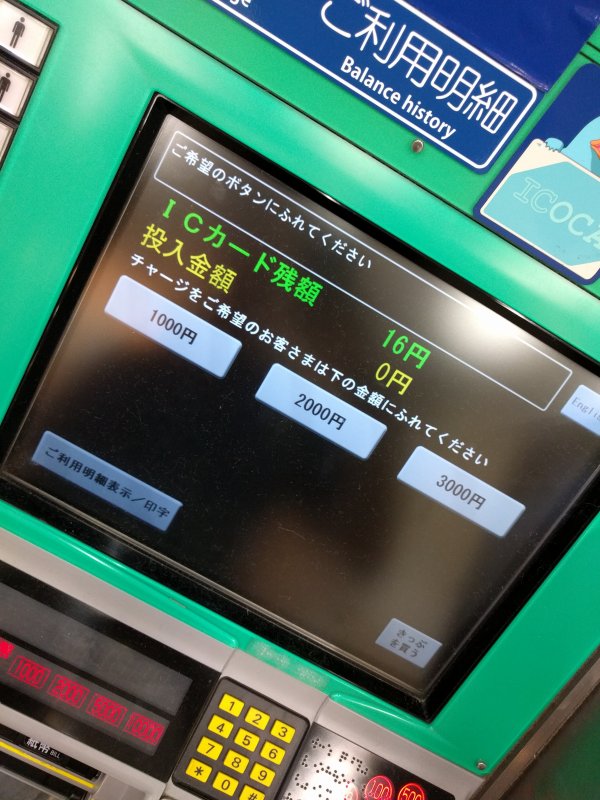 ご利用明細
Balance history
ICOCA
ご希望のボタンにふれてください
ICカード残額 16円
投入金額 0円
チャージをご希望のお客さまは下の金額にふれてください
1000円
2000円
3000円
ご利用明細表示/印字
きっぷ
を買う
紙幣 BILL
1 2 3
4 5 6
7 8 9
* 0 #
100